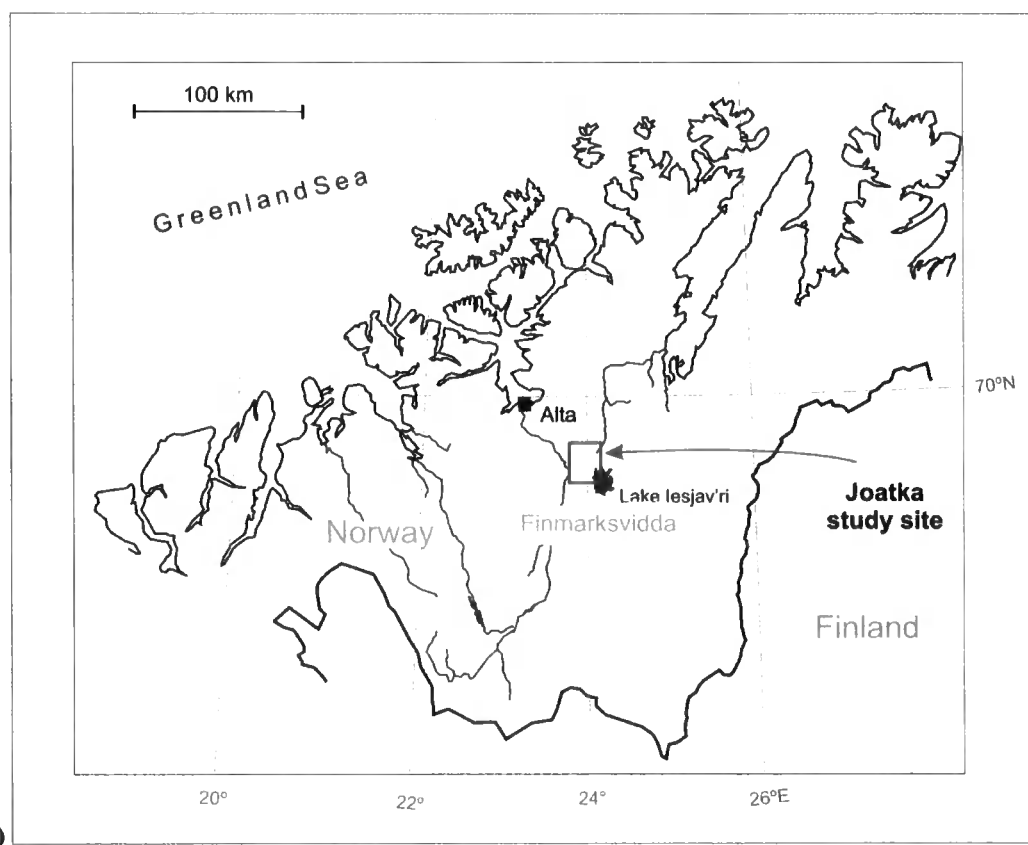 100 km
Greenland Sea
70°N
Alta
Lake Iesjav'ri
Joatka
study site
Norway
Finmarksvidda
Finland
20°
22°
24°
26°E